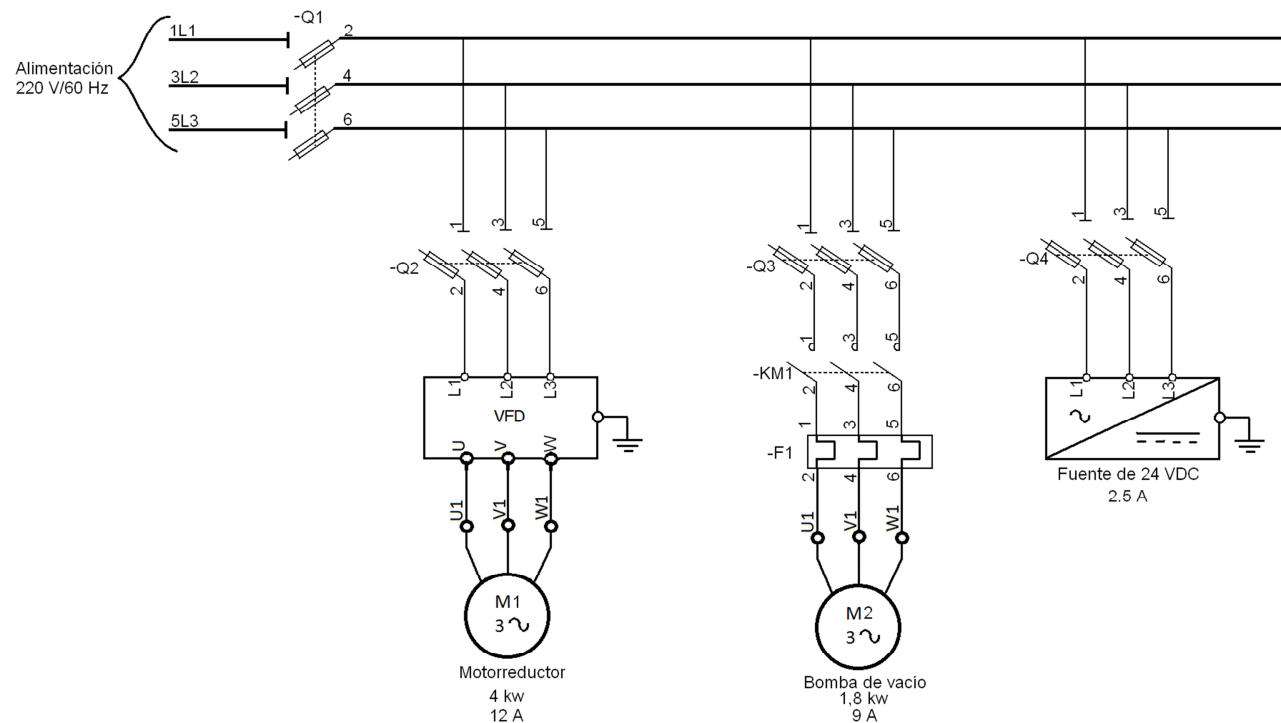 -Q1
1L1
2
Alimentación
220 V/60 Hz
3L2
4
5L3
6
1
3
5
1
3
5
1
3
5
-Q2
2
4
6
-Q3
2
4
6
-Q4
2
4
6
1
3
5
-KM1
2
4
6
L1
L2
L3
VFD
U
V
W
1
3
5
-F1
2
4
6
L1
L2
L3
Fuente de 24 VDC
2.5 A
U1
V1
W1
U1
V1
W1
M1
3
M2
3
Motorreductor
4 kw
12 A
Bomba de vacio
1,8 kw
9 A